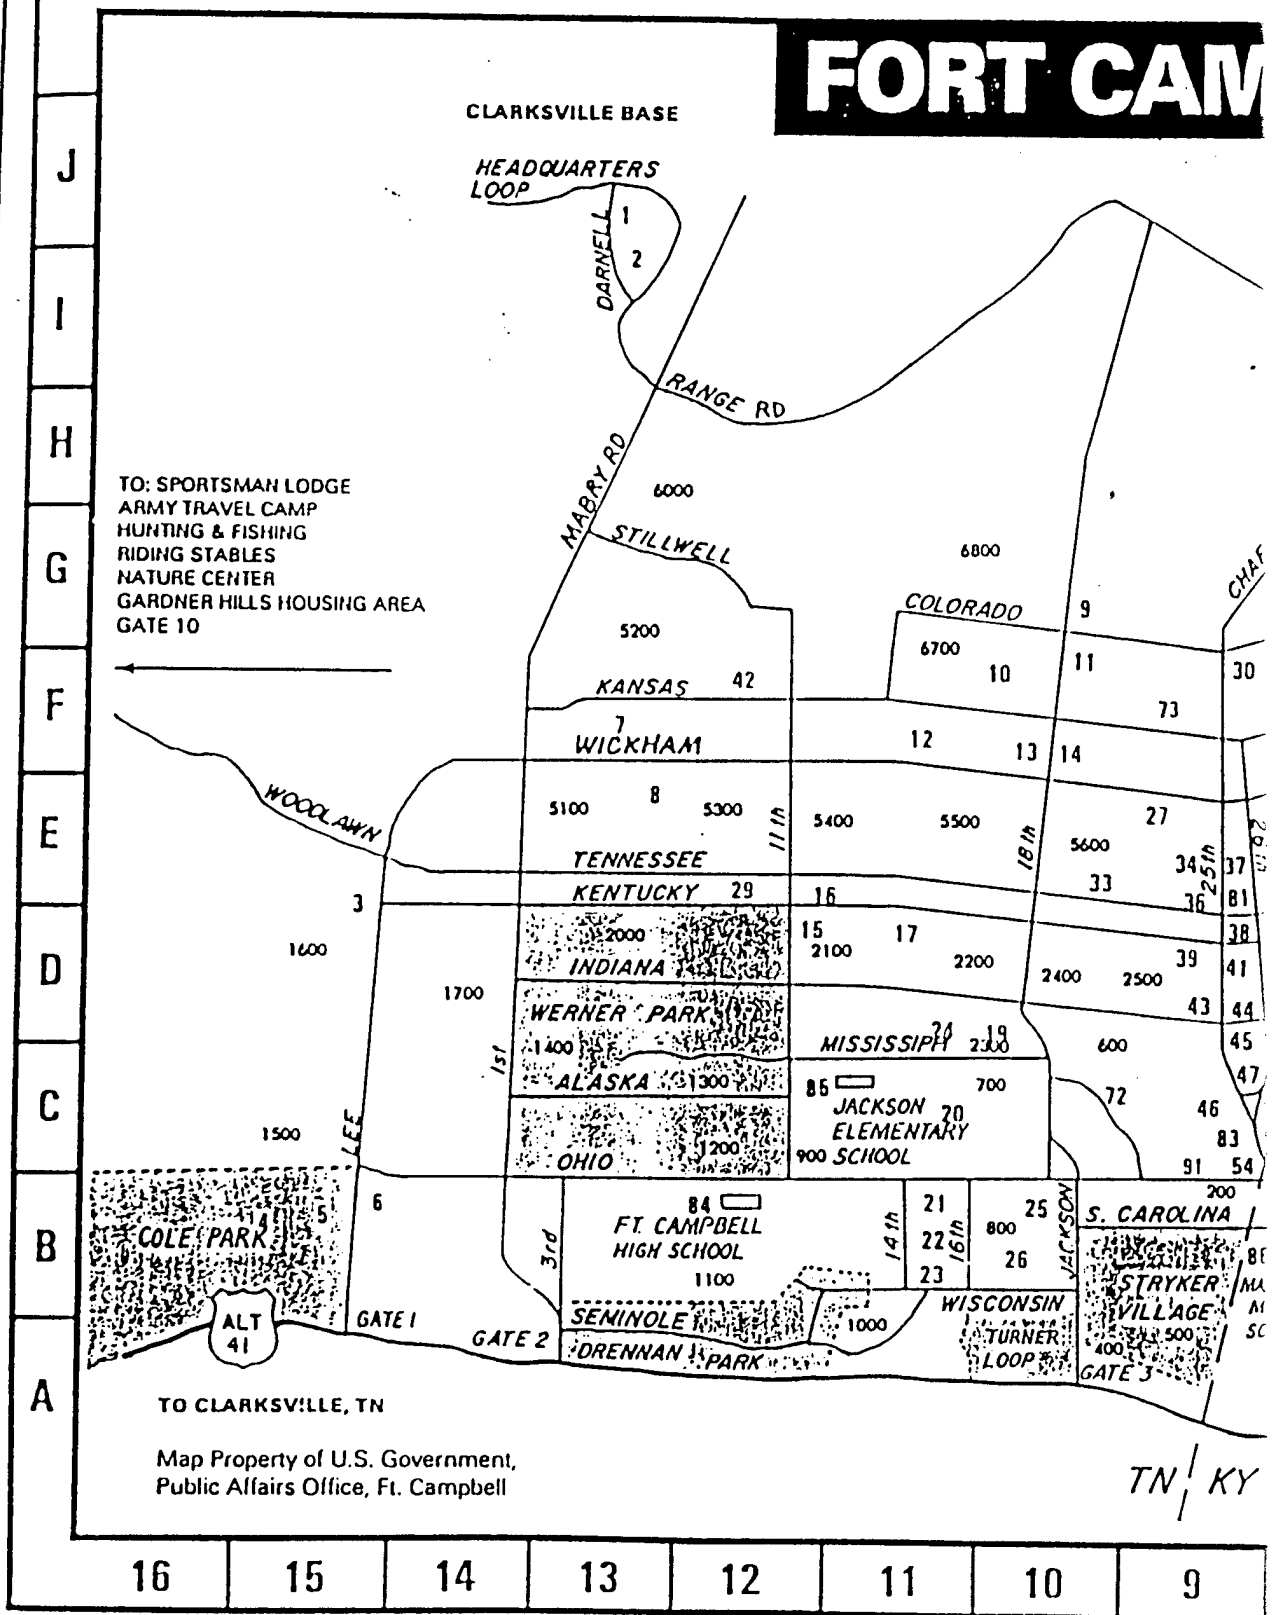 FORT CAM
CLARKSVILLE BASE
J
HEADQUARTERS
LOOP
DARNELL
1
2
I
RANGE RD
H
MABRY RD
6000
TO: SPORTSMAN LODGE
ARMY TRAVEL CAMP
HUNTING & FISHING
RIDING STABLES
NATURE CENTER
GARDNER HILLS HOUSING AREA
GATE 10
STILLWELL
G
6800
CHAF
COLORADO
9
5200
6700
10
11
30
KANSAS
42
F
73
7
WICKHAM
12
13
14
WOODLAWN
5100
8
5300
11th
5400
5500
18th
5600
27
25th
E
TENNESSEE
34
37
KENTUCKY
29
16
33
36
81
3
2000
15
17
38
1600
INDIANA
2100
2200
2400
2500
39
41
D
1700
WERNER PARK
43
44
1400
MISSISSIPPI
24
19
2300
600
45
1st
ALASKA
1300
86
JACKSON
ELEMENTARY
SCHOOL
700
20
72
47
C
46
1500
LEE
1200
83
OHIO
900
91
54
200
COLE PARK
4
5
6
84
FT. CAMPBELL
HIGH SCHOOL
14th
21
22
23
16th
800
25
26
JACKSON
S. CAROLINA
B
3rd
1100
STRYKER
VILLAGE
ALT
41
GATE 1
GATE 2
SEMINOLE
1000
WISCONSIN
TURNER
LOOP
400
500
DRENNAN PARK
GATE 3
A
TO CLARKSVILLE, TN
Map Property of U.S. Government,
Public Affairs Office, Ft. Campbell
TN KY
16 15 14 13 12 11 10 9